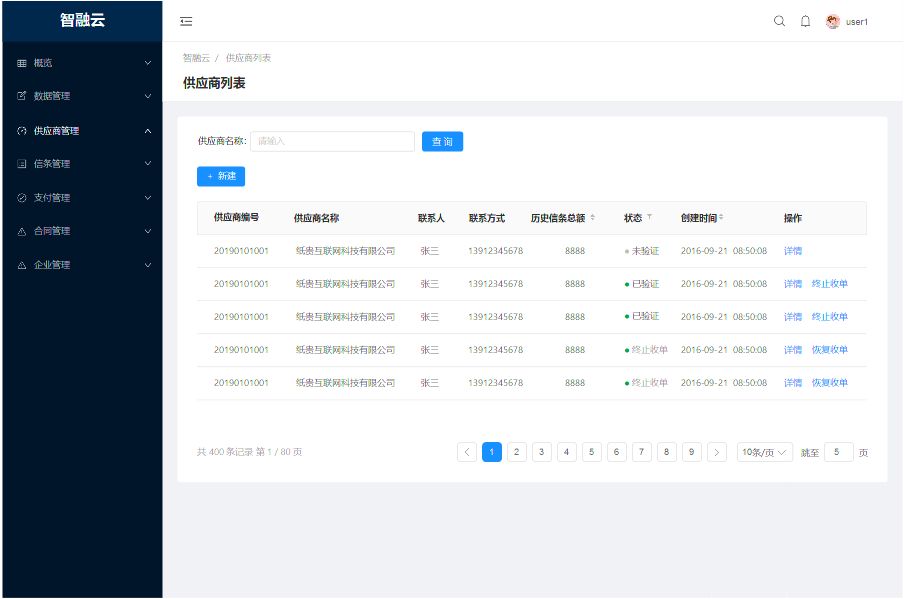 智融云
user1
概览
数据管理
供应商管理
信条管理
支付管理
合同管理
企业管理
智融云 / 供应商列表
供应商列表
供应商名称: 请输入 查 询
+ 新建
供应商编号 供应商名称 联系人 联系方式 历史信条总额 状态 创建时间 操作
20190101001 纸贵互联网科技有限公司 张三 13912345678 8888 未验证 2016-09-21 08:50:08 详情
20190101001 纸贵互联网科技有限公司 张三 13912345678 8888 已验证 2016-09-21 08:50:08 详情 终止收单
20190101001 纸贵互联网科技有限公司 张三 13912345678 8888 已验证 2016-09-21 08:50:08 详情 终止收单
20190101001 纸贵互联网科技有限公司 张三 13912345678 8888 终止收单 2016-09-21 08:50:08 详情 恢复收单
20190101001 纸贵互联网科技有限公司 张三 13912345678 8888 终止收单 2016-09-21 08:50:08 详情 恢复收单
共 400 条记录 第 1 / 80 页 1 2 3 4 5 6 7 8 9 10条/页 跳至 5 页